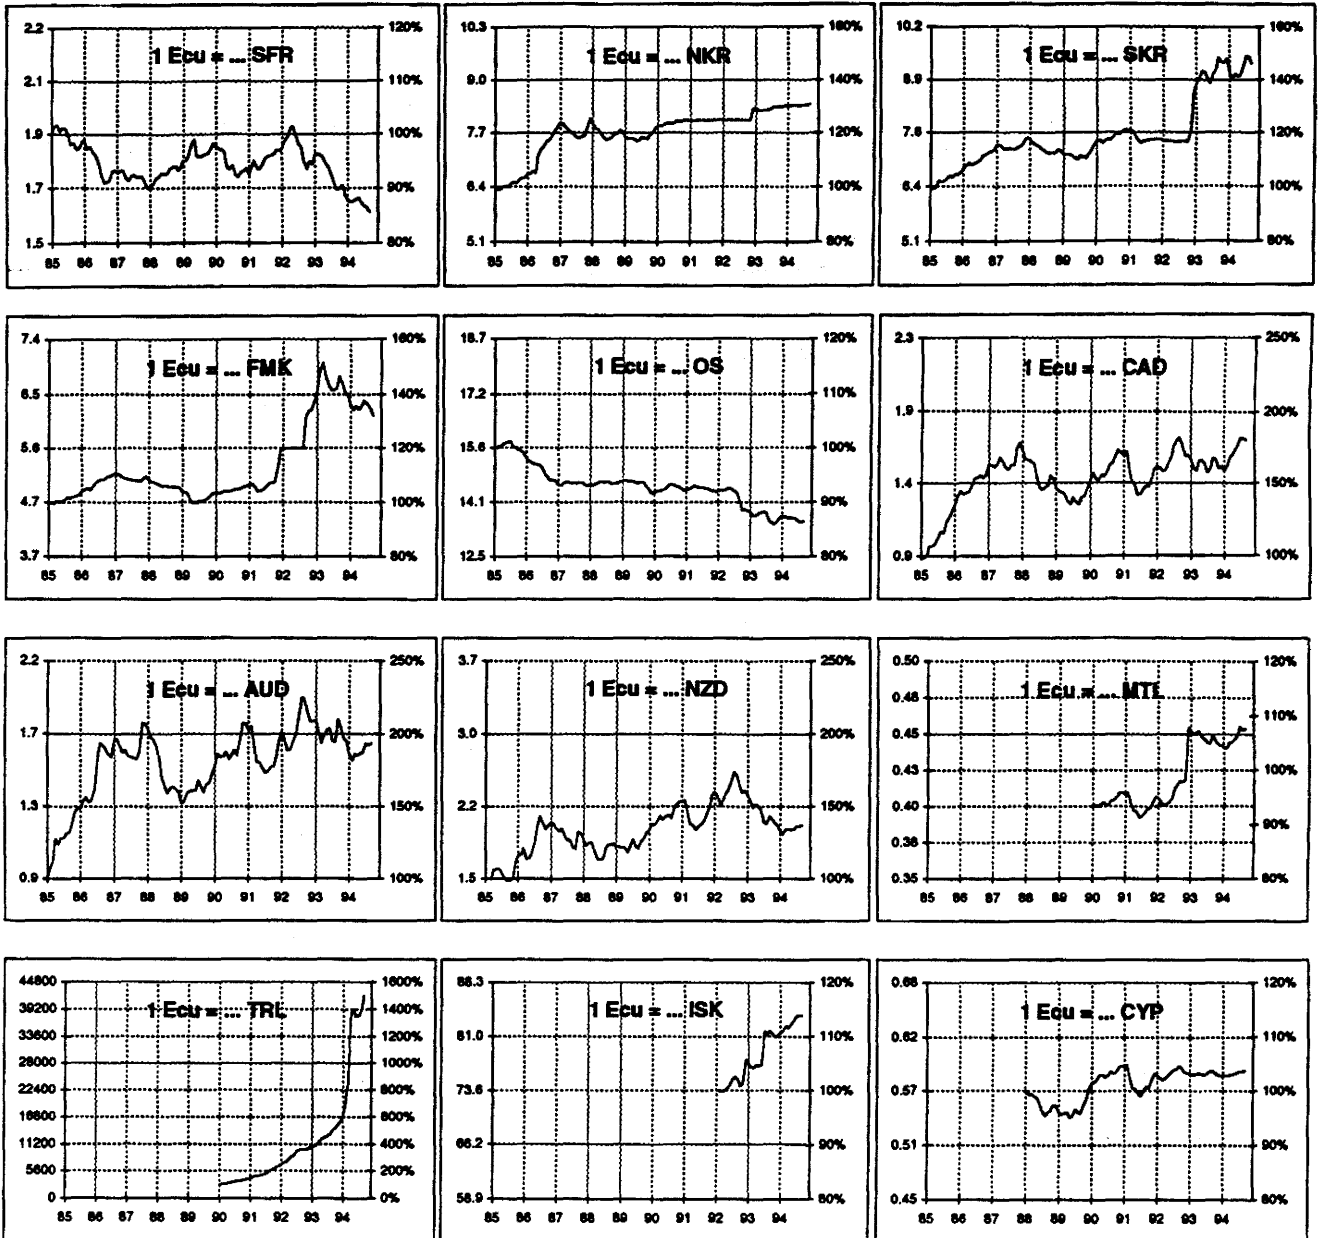 1 Ecu = ... SFR
2.2 2.1 1.9 1.7 1.5
120% 110% 100% 90% 80%
85 86 87 88 89 90 91 92 93 94
1 Ecu = ... NKR
10.3 9.0 7.7 6.4 5.1
160% 140% 120% 100% 80%
85 86 87 88 89 90 91 92 93 94
1 Ecu = ... SKR
10.2 8.9 7.6 6.4 5.1
160% 140% 120% 100% 80%
85 86 87 88 89 90 91 92 93 94
1 Ecu = ... FMK
7.4 6.5 5.6 4.7 3.7
160% 140% 120% 100% 80%
85 86 87 88 89 90 91 92 93 94
1 Ecu = ... OS
18.7 17.2 15.6 14.1 12.5
120% 110% 100% 90% 80%
85 86 87 88 89 90 91 92 93 94
1 Ecu = ... CAD
2.3 1.9 1.4 0.9
250% 200% 150% 100%
85 86 87 88 89 90 91 92 93 94
1 Ecu = ... AUD
2.2 1.7 1.3 0.9
250% 200% 150% 100%
85 86 87 88 89 90 91 92 93 94
1 Ecu = ... NZD
3.7 3.0 2.2 1.5
250% 200% 150% 100%
85 86 87 88 89 90 91 92 93 94
1 Ecu = ... MTL
0.50 0.48 0.45 0.43 0.40 0.38 0.35
120% 110% 100% 90% 80%
85 86 87 88 89 90 91 92 93 94
1 Ecu = ... TRL
44800 39200 33600 28000 22400 16800 11200 5600 0
1600% 1400% 1200% 1000% 800% 600% 400% 200% 0%
85 86 87 88 89 90 91 92 93 94
1 Ecu = ... ISK
88.3 81.0 73.6 66.2 58.9
120% 110% 100% 90% 80%
85 86 87 88 89 90 91 92 93 94
1 Ecu = ... CYP
0.68 0.62 0.57 0.51 0.45
120% 110% 100% 90% 80%
85 86 87 88 89 90 91 92 93 94